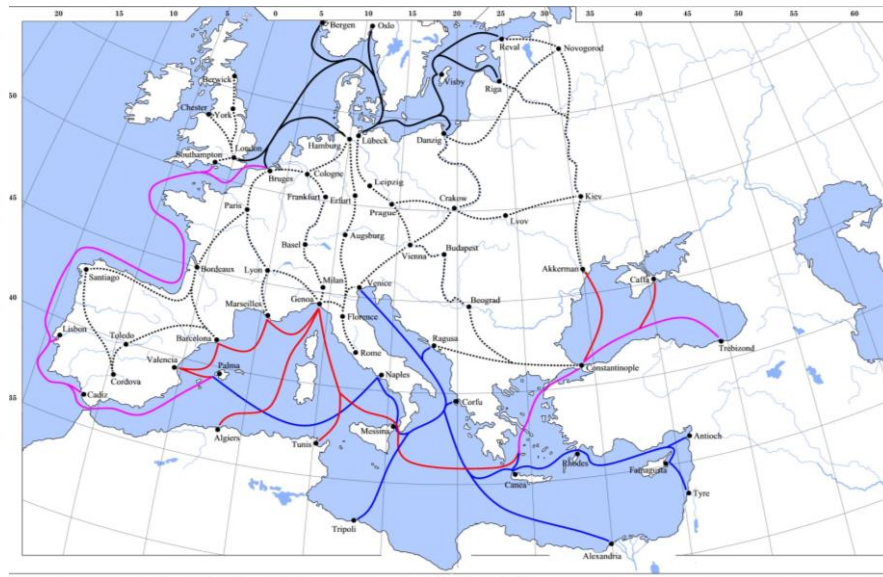 20
15
10
5
0
5
10
15
20
25
30
35
40
45
50
55
60
50
45
40
35
Bergen
Oslo
Reval
Novogorod
Visby
Riga
Berwick
Chester
York
London
Southampton
Hamburg
Lübeck
Danzig
Bruges
Cologne
Leipzig
Paris
Frankfurt
Erfurt
Prague
Crakow
Lvov
Kiev
Basel
Augsburg
Vienna
Budapest
Santiago
Bordeaux
Lyon
Milan
Venice
Akkerman
Caffa
Marseilles
Genoa
Florence
Beograd
Lisbon
Toledo
Barcelona
Ragusa
Trebizond
Valencia
Palma
Rome
Constantinople
Cordova
Naples
Cadiz
Corfu
Algiers
Tunis
Messina
Antioch
Rhodes
Famagusta
Canea
Tyre
Tripoli
Alexandria